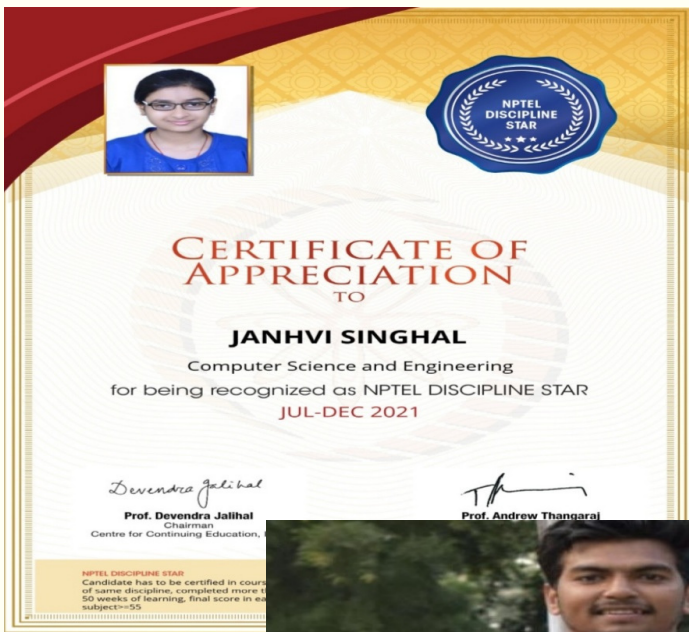 NPTEL
DISCIPLINE
STAR
CERTIFICATE OF
APPRECIATION
TO
JANHVI SINGHAL
Computer Science and Engineering
for being recognized as NPTEL DISCIPLINE STAR
JUL-DEC 2021
Devendra Jalihal
Prof. Devendra Jalihal
Chairman
Centre for Continuing Education,
Prof. Andrew Thangaraj
NPTEL DISCIPLINE STAR
Candidate has to be certified in
of same discipline, completed more
50 weeks of learning, final score in
subject>=55